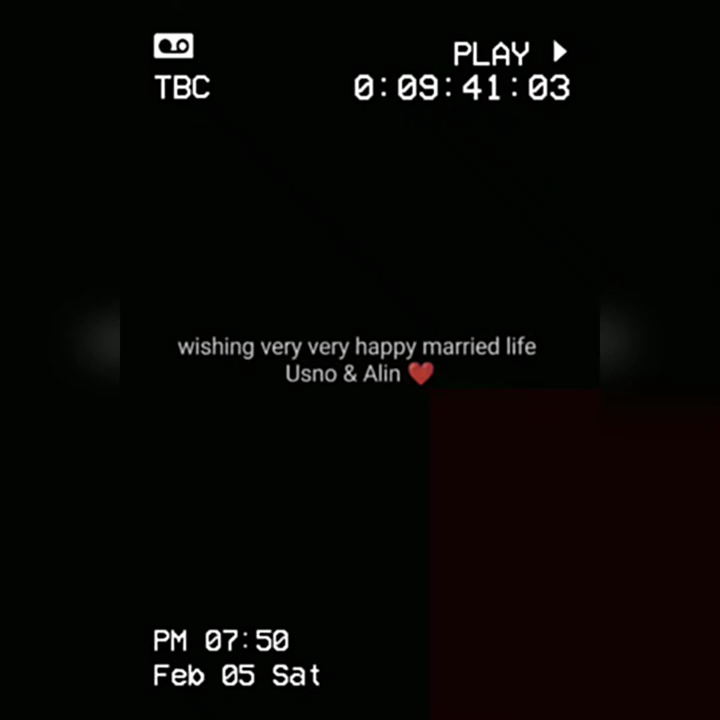 PLAY
TBC 0:09:41:03
wishing very very happy married life
Usno & Alin ❤️
PM 07:50
Feb 05 Sat